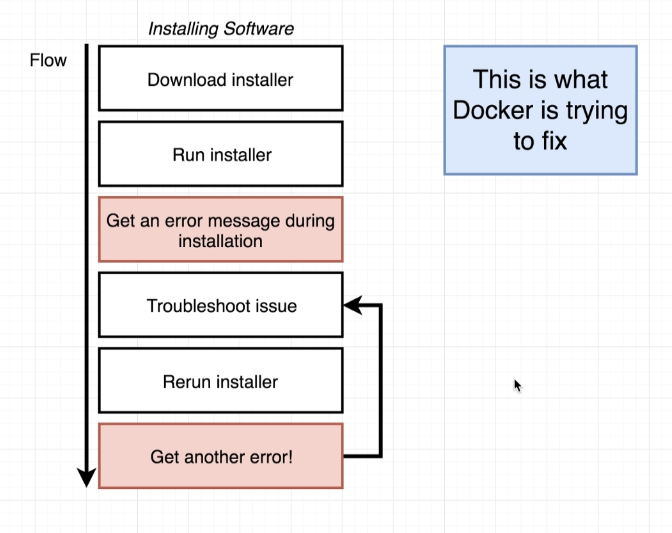 Installing Software
Flow
Download installer
Run installer
Get an error message during
installation
Troubleshoot issue
Rerun installer
Get another error!
This is what
Docker is trying
to fix